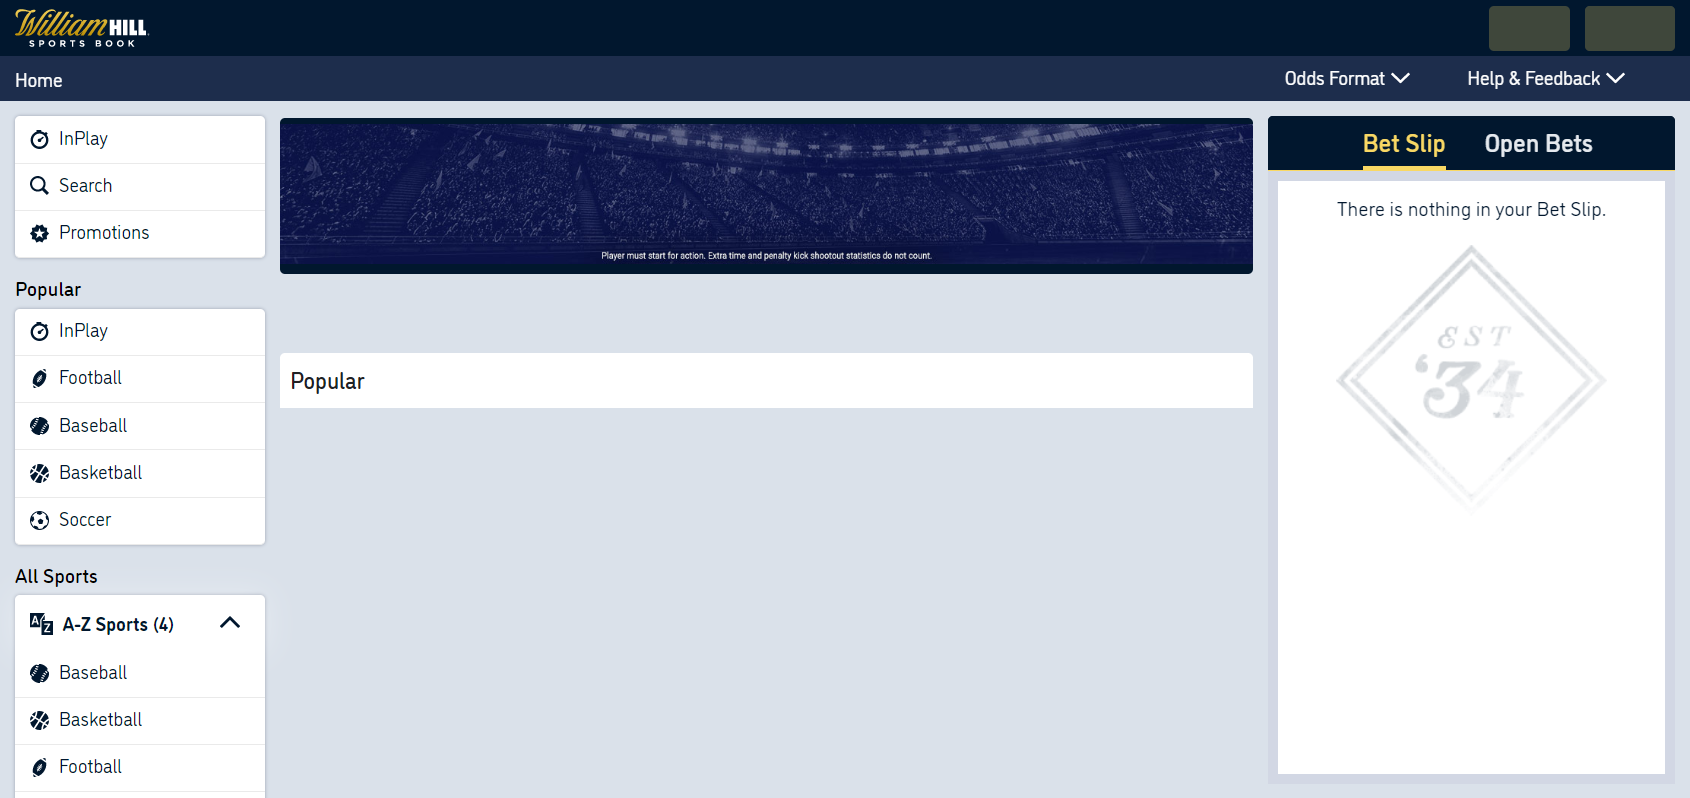 William HILL
SPORTS BOOK
Home
Odds Format
Help & Feedback
InPlay
Search
Promotions
Popular
InPlay
Football
Baseball
Basketball
Soccer
All Sports
A-Z Sports (4)
Baseball
Basketball
Football
Player must start for action. Extra time and penalty kick shootout statistics do not count.
Popular
Bet Slip Open Bets
There is nothing in your Bet Slip.
EST
'34